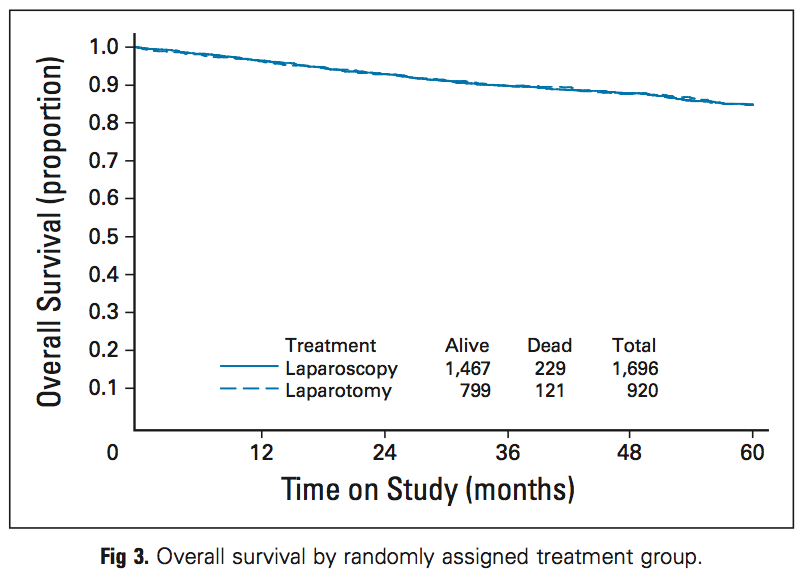 Overall Survival (proportion)
1.0
0.9
0.8
0.7
0.6
0.5
0.4
0.3
0.2
0.1
Treatment Alive Dead Total
Laparoscopy 1,467 229 1,696
Laparotomy 799 121 920
0 12 24 36 48 60
Time on Study (months)
Fig 3. Overall survival by randomly assigned treatment group.